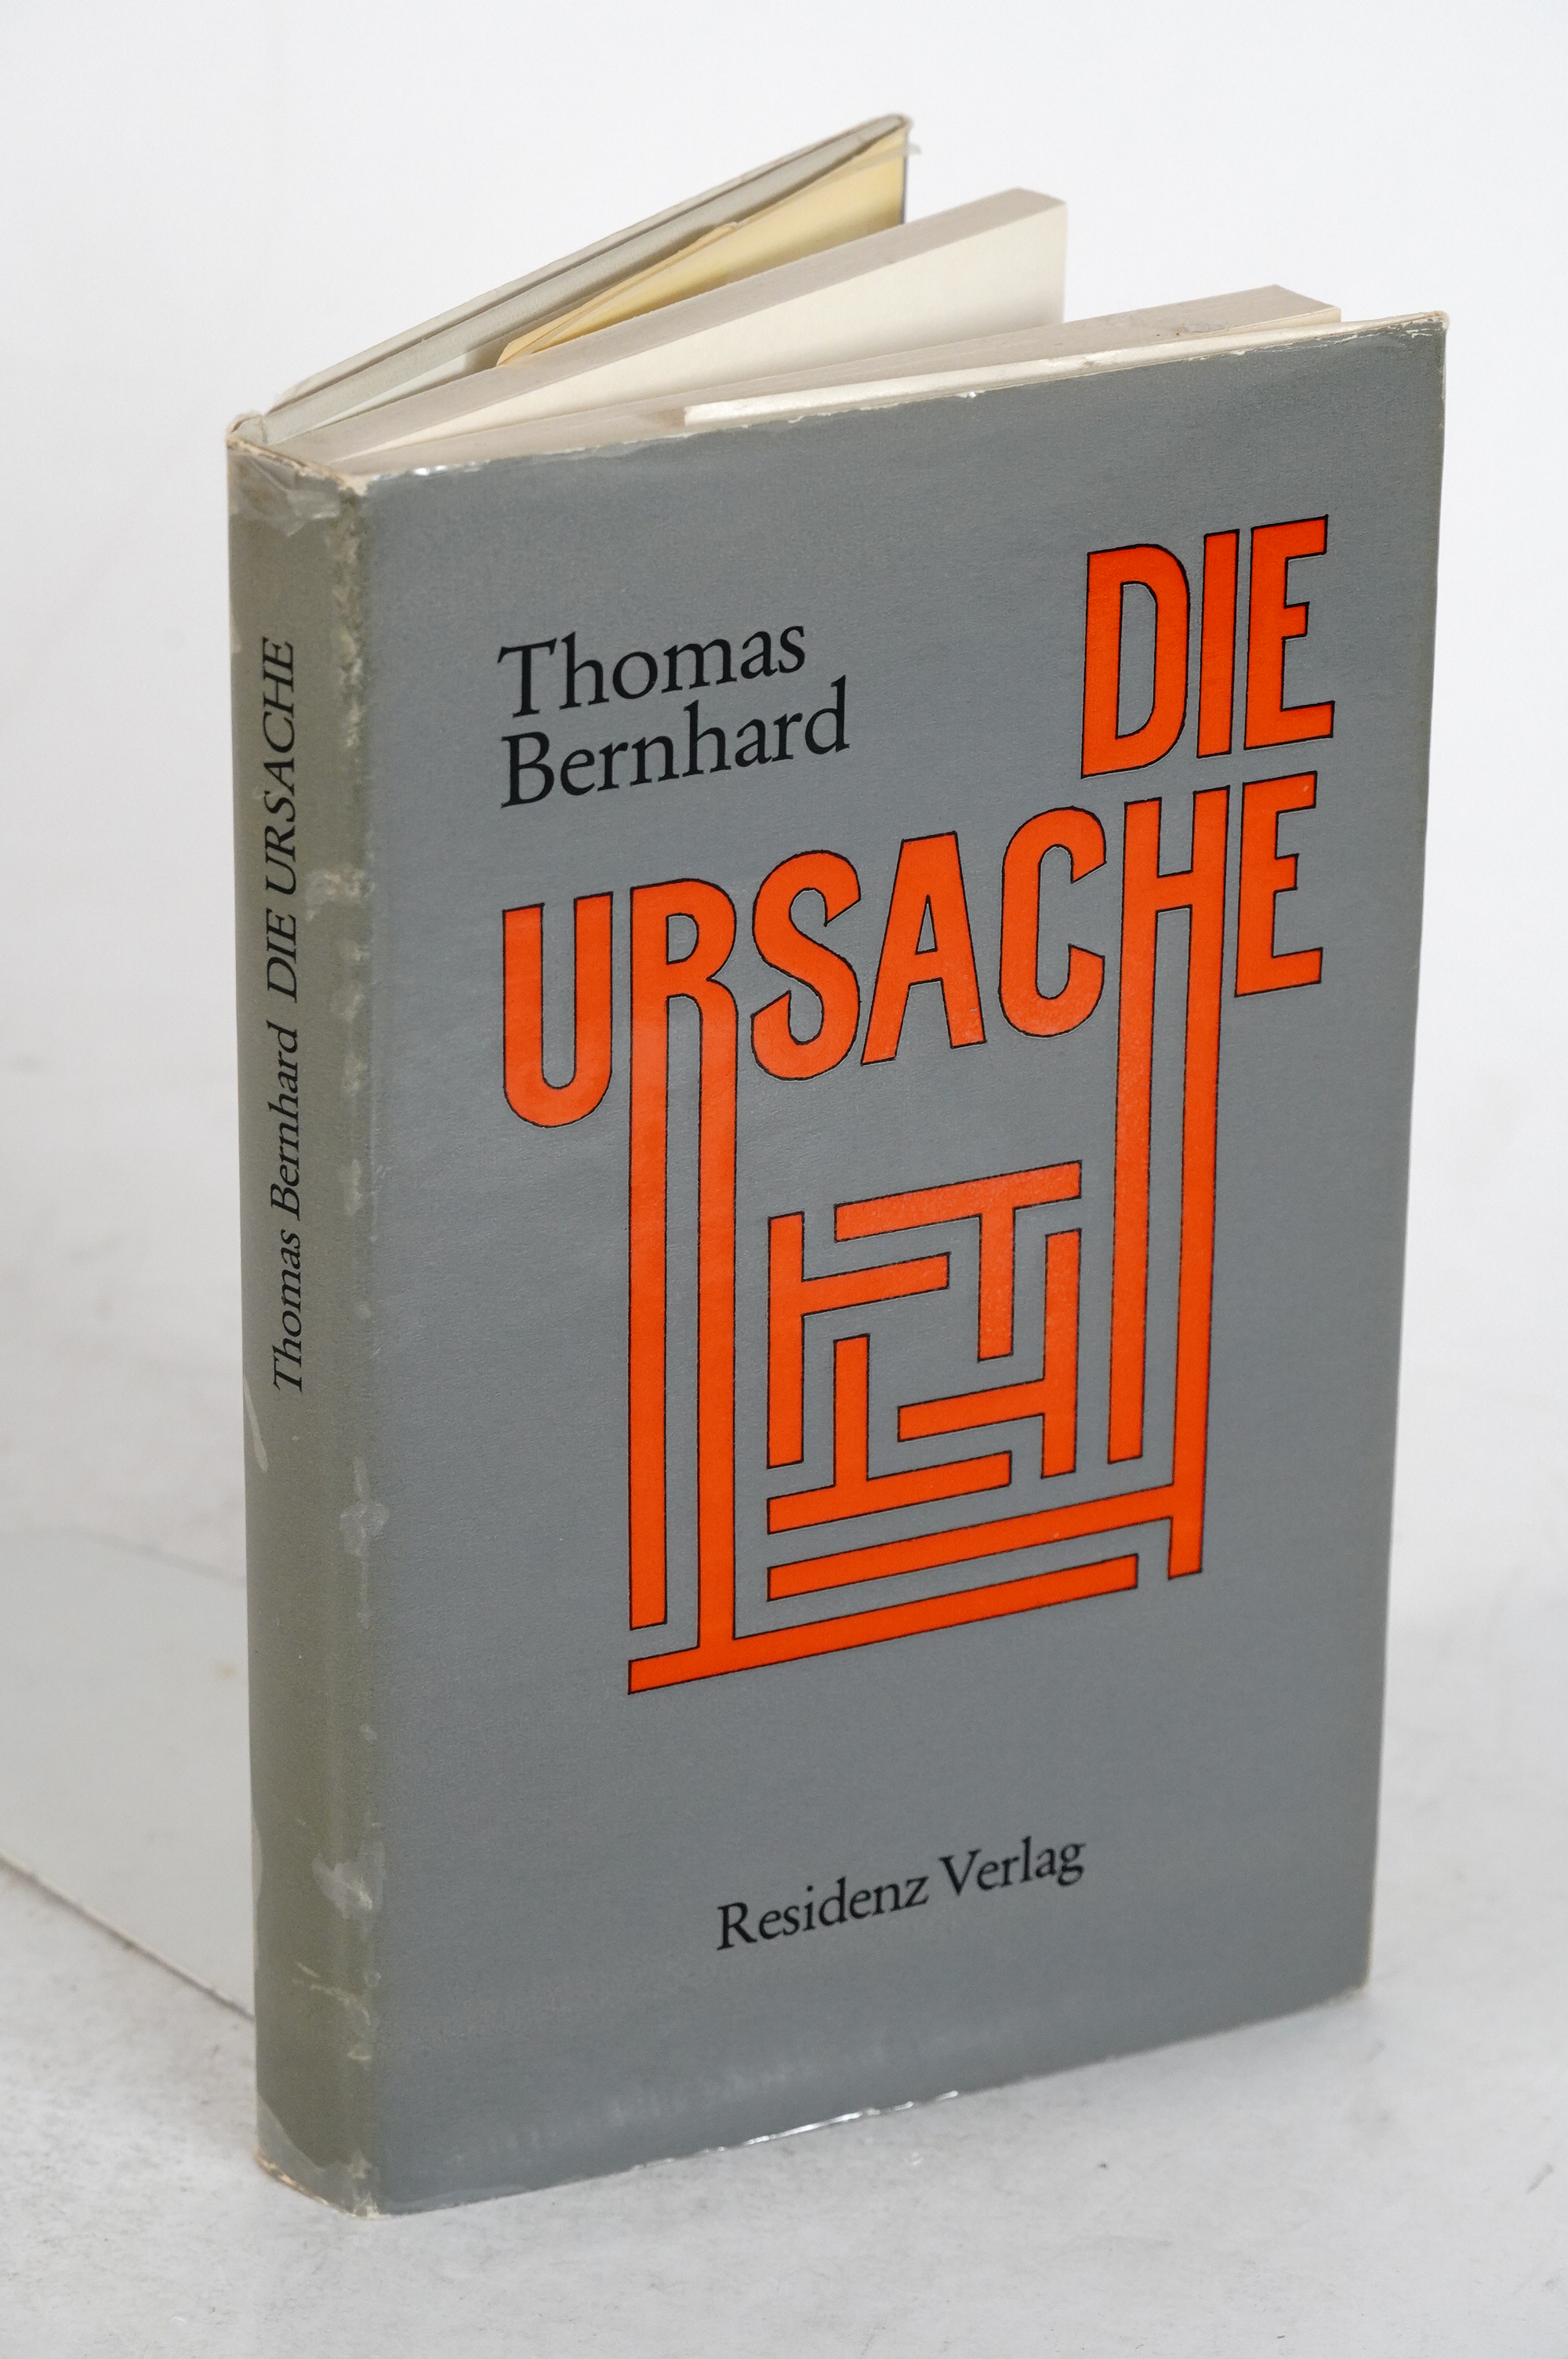 Thomas Bernhard DIE URSACHE
Thomas
Bernhard
DIE
URSACHE
Residenz Verlag